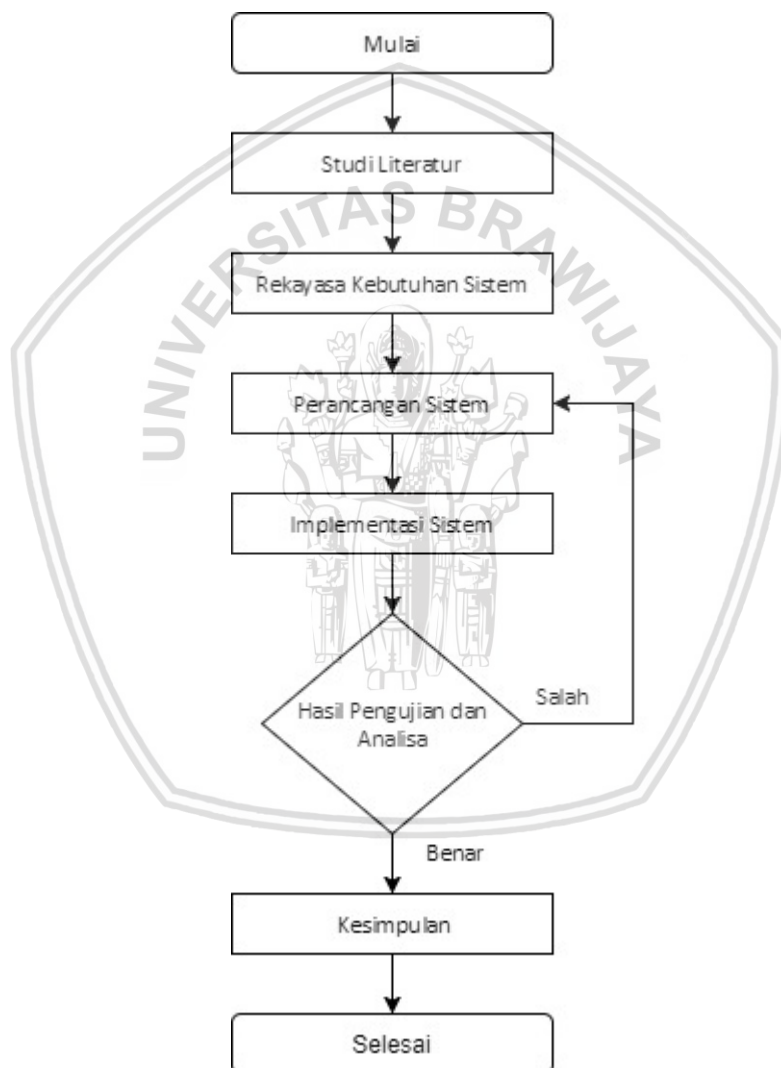 Mulai
Studi Literatur
UNIVERSITAS BRAWIJAYA
Rekayasa Kebutuhan Sistem
Perancangan Sistem
Implementasi Sistem
Hasil Pengujian dan
Analisa
Salah
Benar
Kesimpulan
Selesai